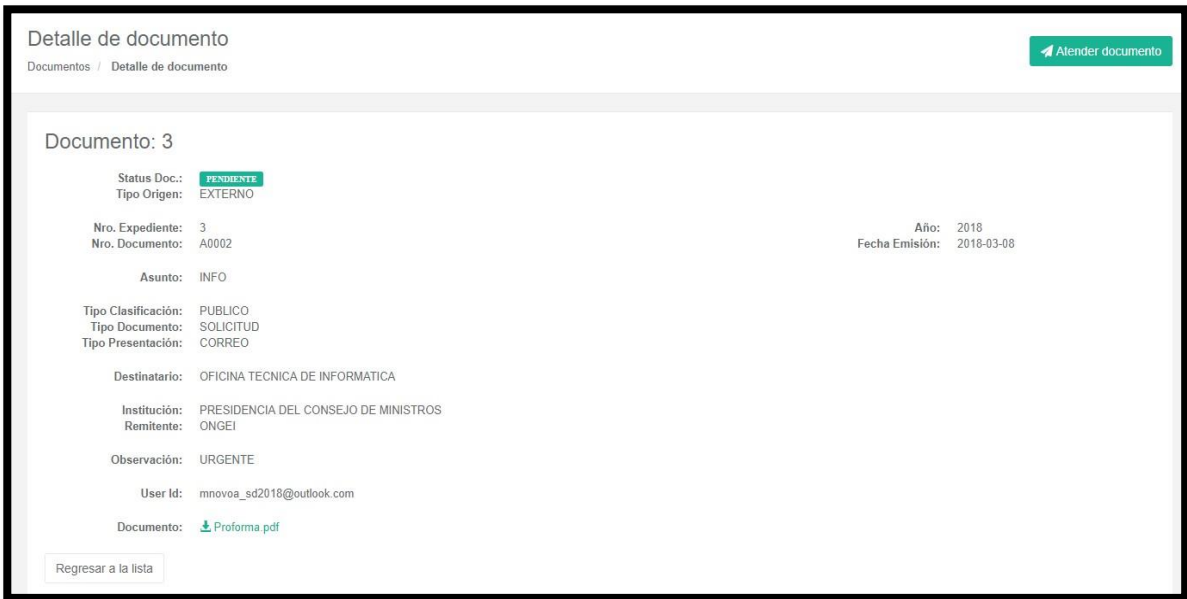 Detalle de documento
Documentos / Detalle de documento
Atender documento
Documento: 3
Status Doc.: PENDIENTE
Tipo Origen: EXTERNO
Nro. Expediente: 3 Año: 2018
Nro. Documento: A0002 Fecha Emisión: 2018-03-08
Asunto: INFO
Tipo Clasificación: PUBLICO
Tipo Documento: SOLICITUD
Tipo Presentación: CORREO
Destinatario: OFICINA TECNICA DE INFORMATICA
Institución: PRESIDENCIA DEL CONSEJO DE MINISTROS
Remitente: ONGEI
Observación: URGENTE
User Id: mnovoa_sd2018@outlook.com
Documento: Proforma.pdf
Regresar a la lista